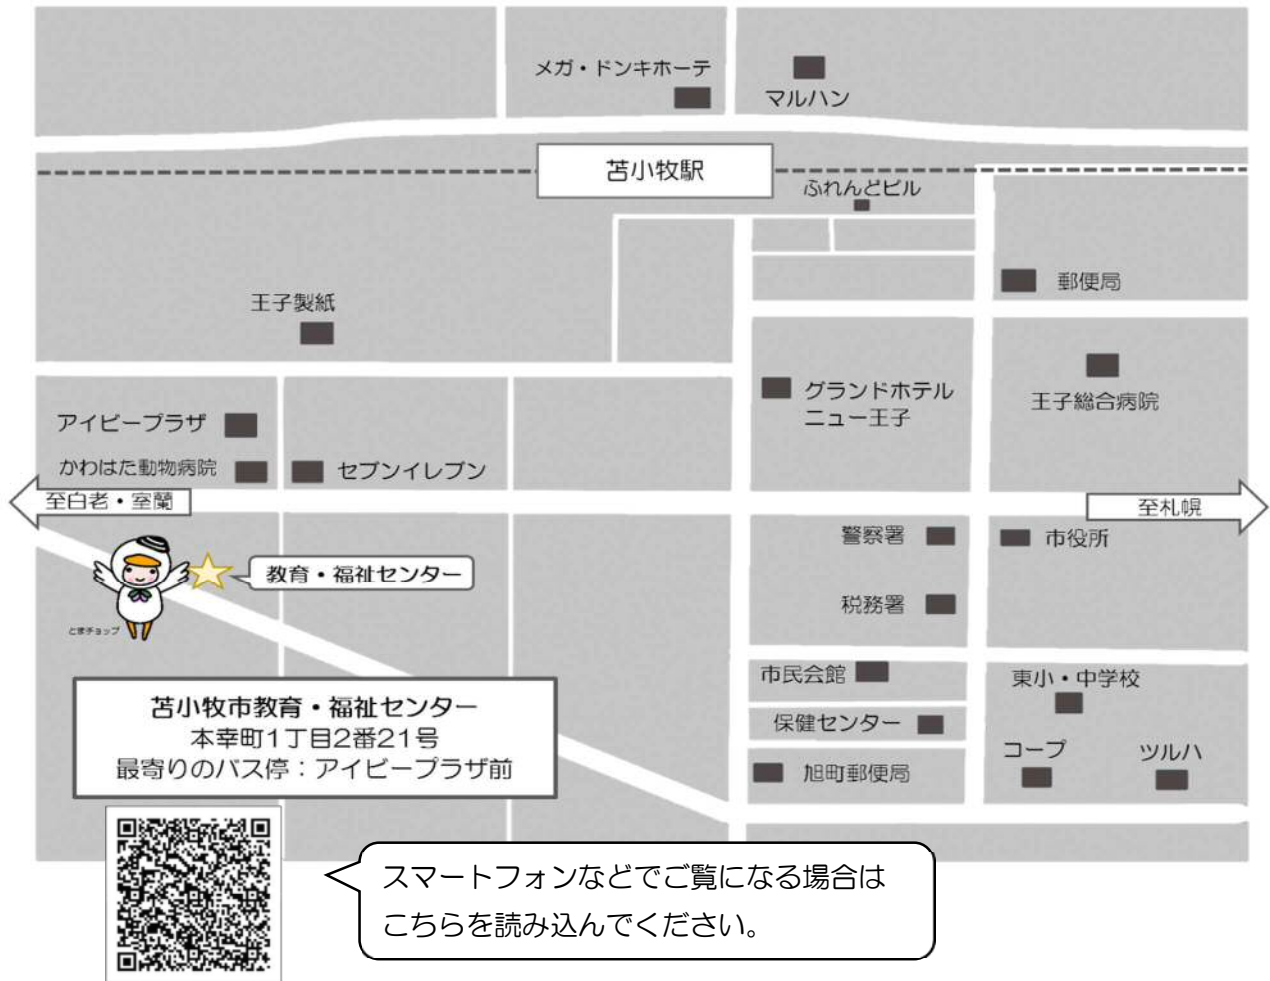 メガ・ドンキホーテ
マルハン
苫小牧駅
ふれんどビル
郵便局
王子製紙
グランドホテル
ニュー王子
王子総合病院
アイビープラザ
かわはた動物病院
セブンイレブン
至白老・室蘭
至札幌
警察署
市役所
教育・福祉センター
税務署
とまチョップ
市民会館
東小・中学校
苫小牧市教育・福祉センター
本幸町1丁目2番21号
最寄りのバス停：アイビープラザ前
保健センター
コープ
ツルハ
旭町郵便局
スマートフォンなどでご覧になる場合は
こちらを読み込んでください。